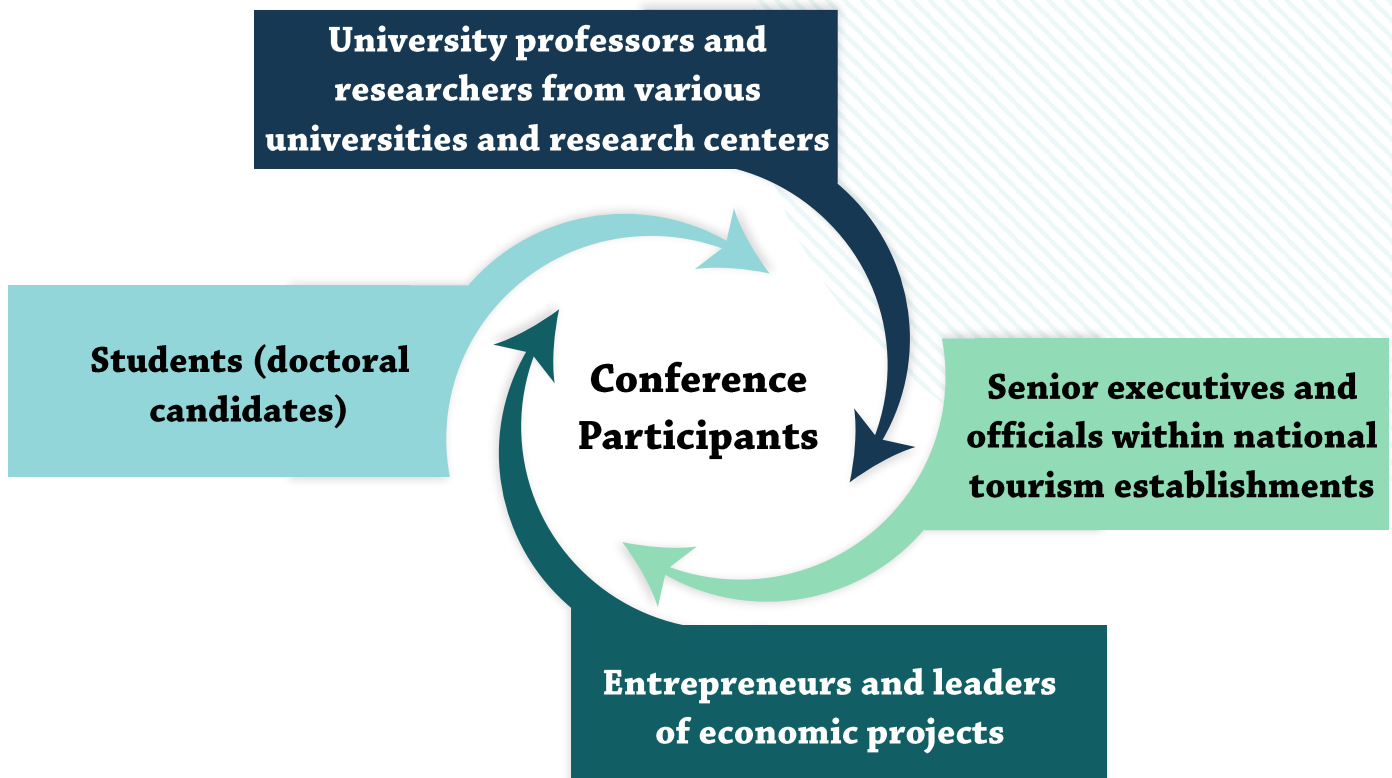 University professors and
researchers from various
universities and research centers
Students (doctoral
candidates)
Conference
Participants
Senior executives and
officials within national
tourism establishments
Entrepreneurs and leaders
of economic projects